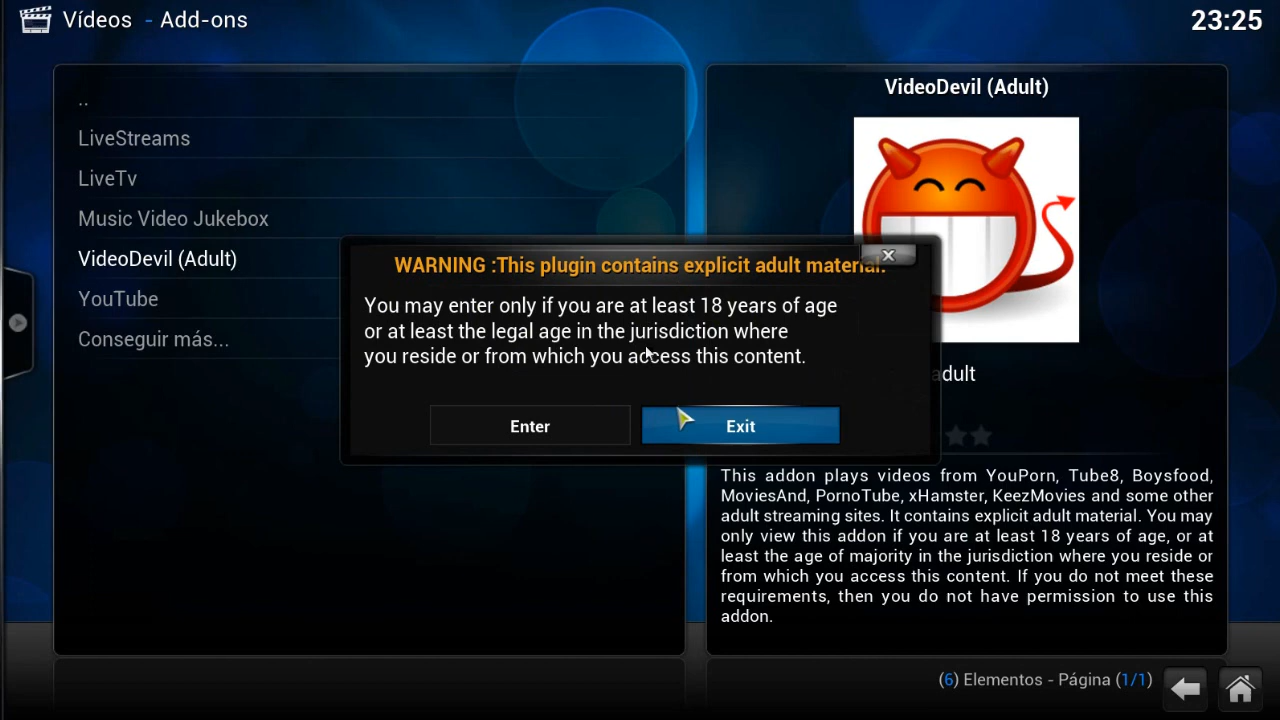 Vídeos - Add-ons
23:25
..
LiveStreams
LiveTv
Music Video Jukebox
VideoDevil (Adult)
YouTube
Conseguir más...
WARNING :This plugin contains explicit adult material.
You may enter only if you are at least 18 years of age
or at least the legal age in the jurisdiction where
you reside or from which you access this content.
Enter
Exit
VideoDevil (Adult)
adult
This addon plays videos from YouPorn, Tube8, Boysfood,
MoviesAnd, PornoTube, xHamster, KeezMovies and some other
adult streaming sites. It contains explicit adult material. You may
only view this addon if you are at least 18 years of age, or at
least the age of majority in the jurisdiction where you reside or
from which you access this content. If you do not meet these
requirements, then you do not have permission to use this
addon.
(6) Elementos - Página (1/1)